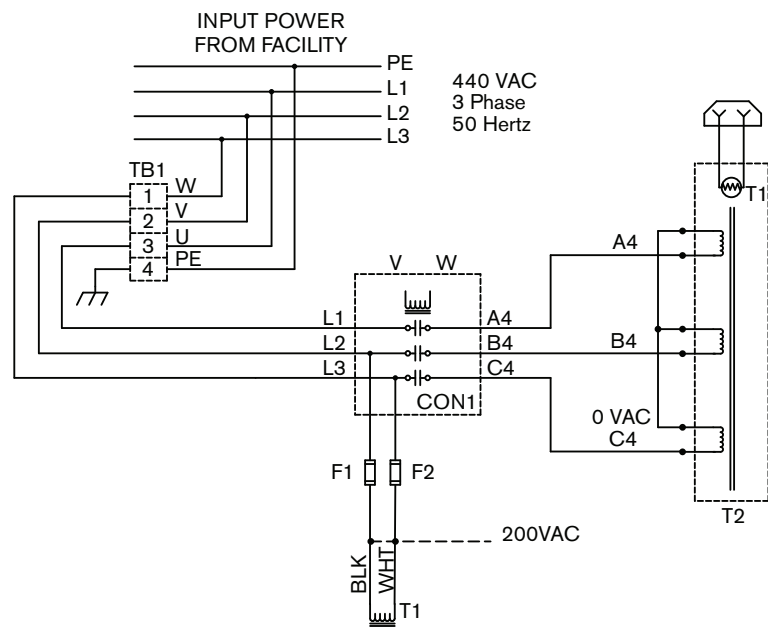 INPUT POWER
FROM FACILITY
PE
L1
L2
L3
440 VAC
3 Phase
50 Hertz
TB1
1 W
2 V
3 U
4 PE
T1
A4
V W
L1 A4
L2 B4 B4
L3 C4
CON1
0 VAC
C4
F1 F2
T2
200VAC
BLK
WHT
T1